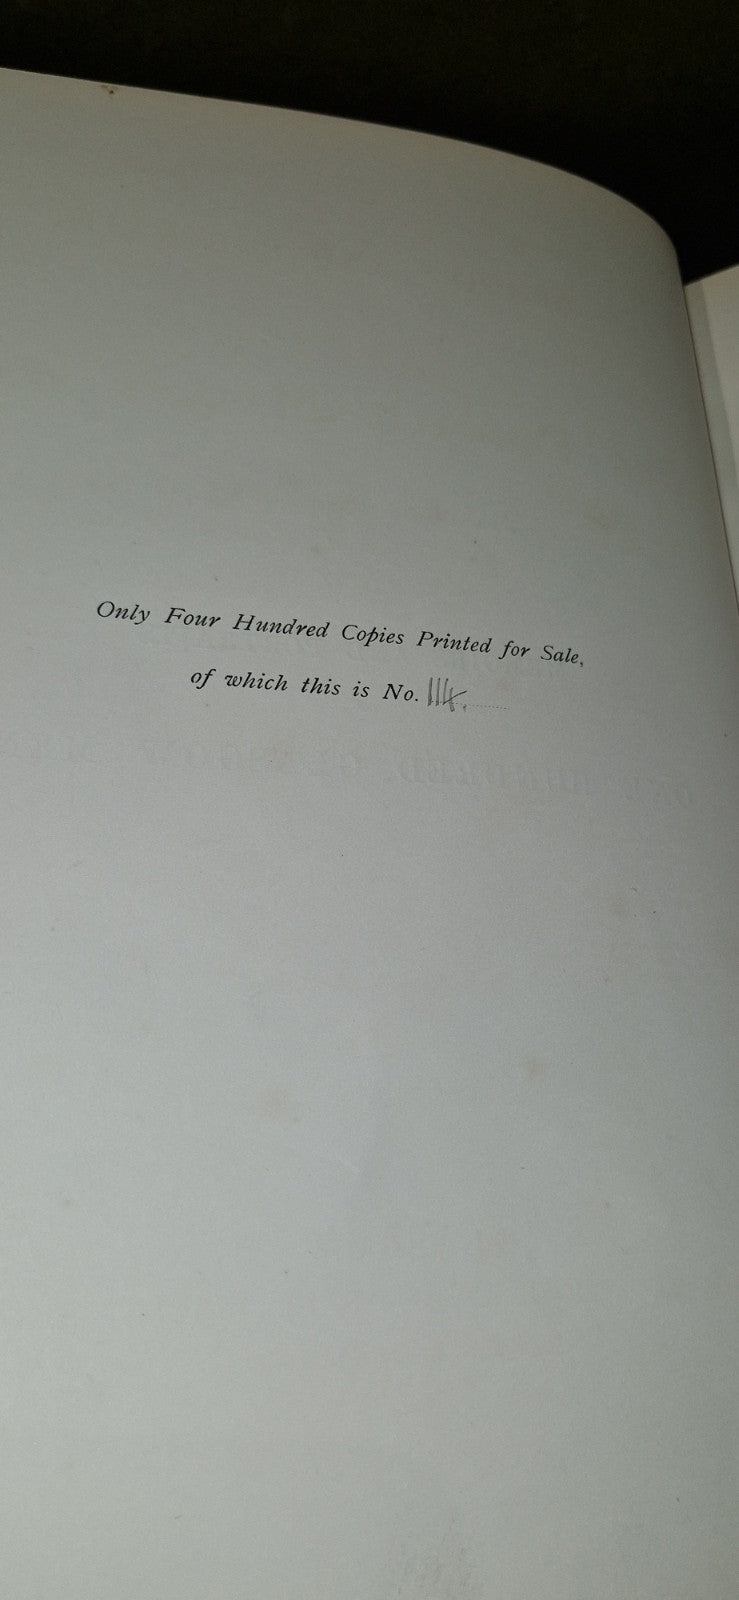 Only Four Hundred Copies Printed for Sale,
of which this is No. 114.